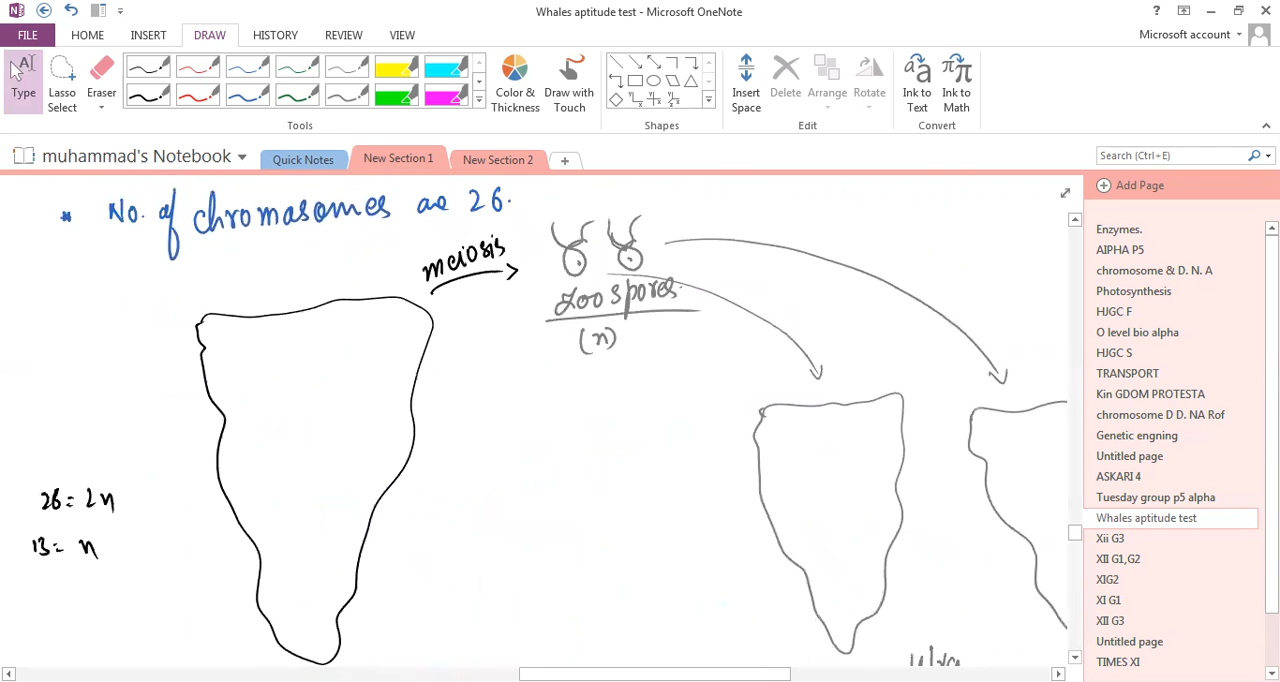 Whales aptitude test - Microsoft OneNote
?
FILE HOME INSERT DRAW HISTORY REVIEW VIEW
Microsoft account
Type
Lasso Select
Eraser
Color & Thickness
Draw with Touch
Insert Space
Delete
Arrange
Rotate
Ink to Text
Ink to Math
Tools
Shapes
Edit
Convert
muhammad's Notebook
Quick Notes
New Section 1
New Section 2
Search (Ctrl+E)
Add Page
* No. of chromasomes ae 26.
meiosis
Zoospores
(n)
26 = 2n
13 = n
Enzymes.
AlPHA P5
chromosome & D. N. A
Photosynthesis
HJGC F
O level bio alpha
HJGC S
TRANSPORT
Kin GDOM PROTESTA
chromosome D D. NA Rof
Genetic engning
Untitled page
ASKARI 4
Tuesday group p5 alpha
Whales aptitude test
Xii G3
XII G1,G2
XIG2
XI G1
XII G3
Untitled page
TIMES XI